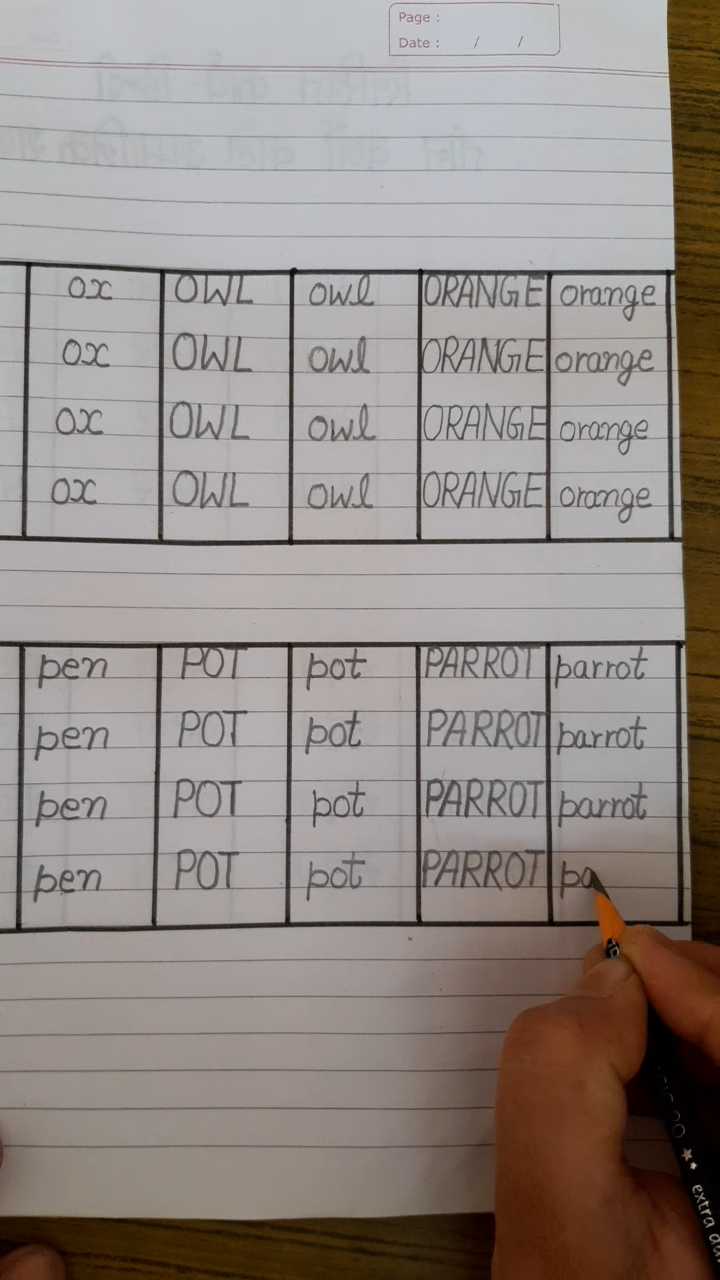 Page :
Date : / /
ox OWL owl ORANGE orange
ox OWL owl ORANGE orange
ox OWL owl ORANGE orange
ox OWL owl ORANGE orange
pen POT pot PARROT parrot
pen POT pot PARROT parrot
pen POT pot PARROT parrot
pen POT pot PARROT pa
extra